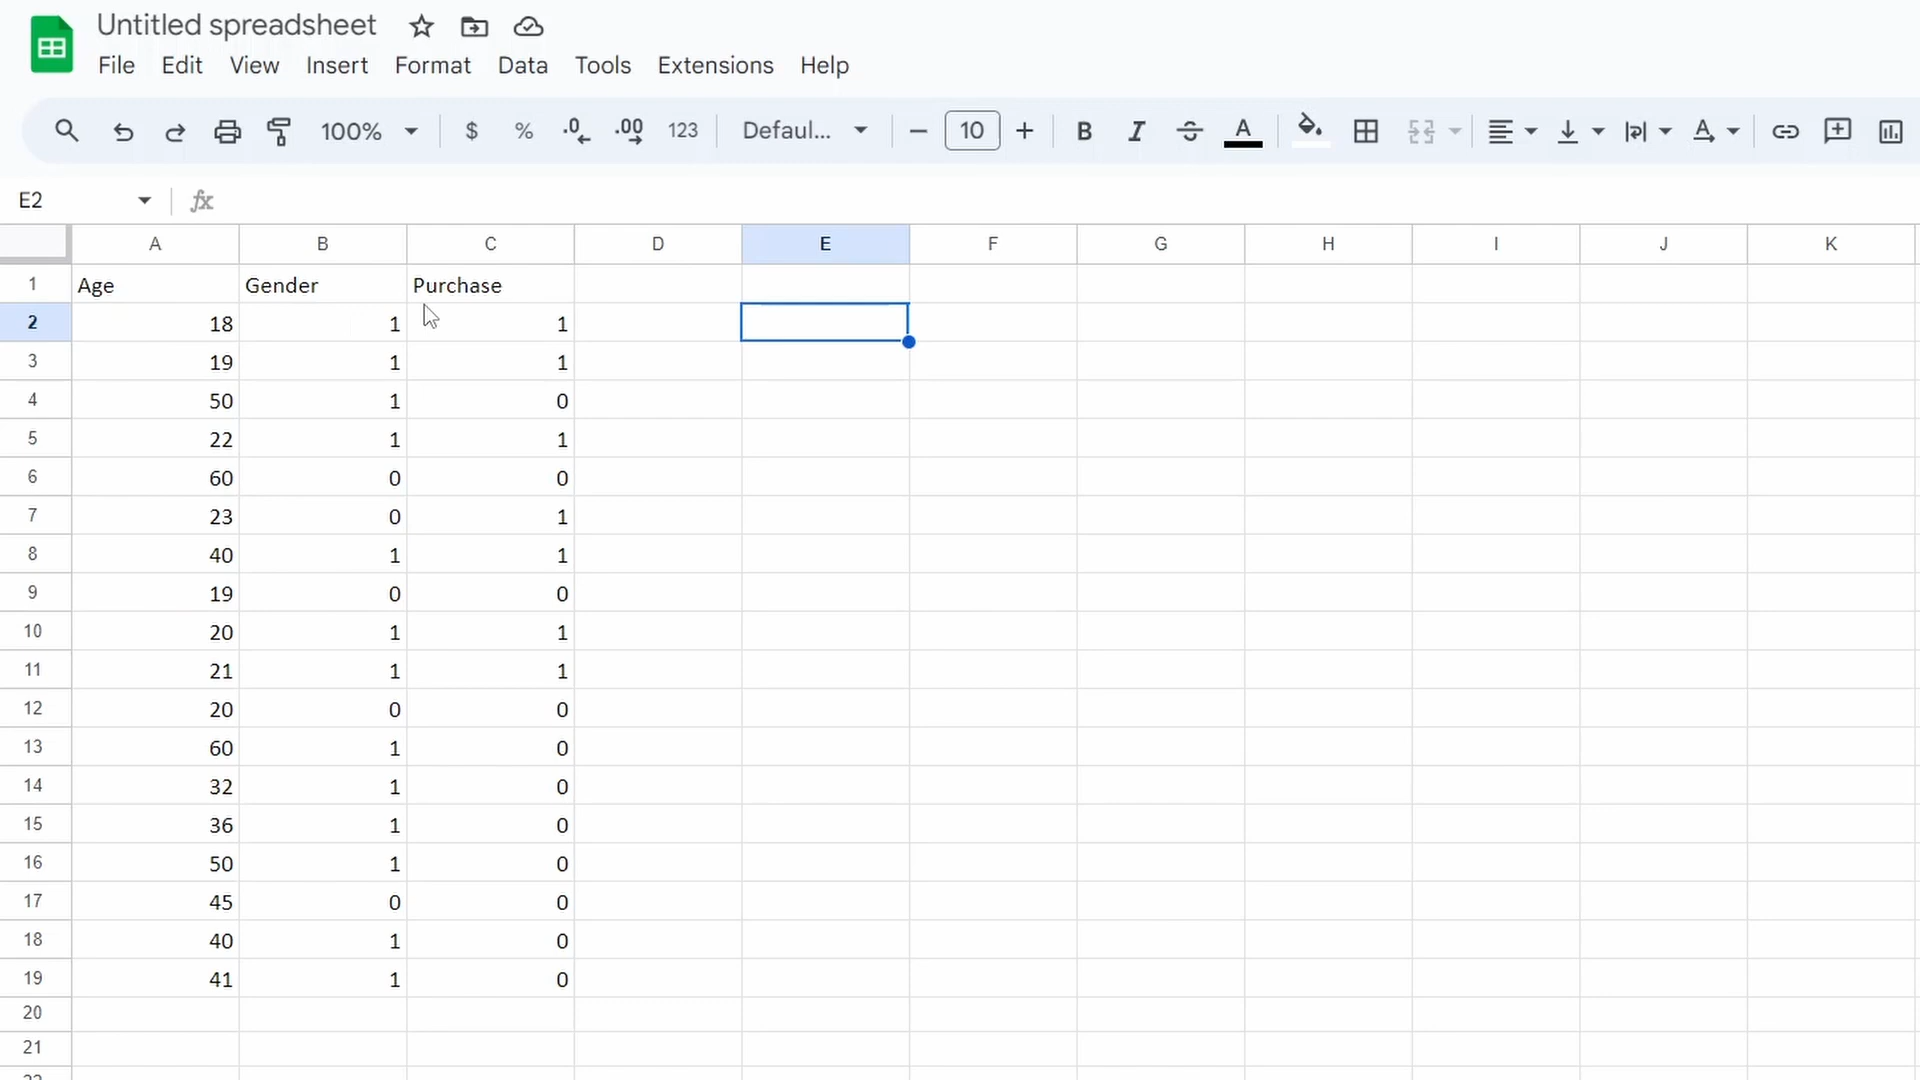 Untitled spreadsheet
File Edit View Insert Format Data Tools Extensions Help
100% $ % .0 .00 123 Defaul... 10 B I S A A
E2 fx
A B C D E F G H I J K
1 Age Gender Purchase
2 18 1 1
3 19 1 1
4 50 1 0
5 22 1 1
6 60 0 0
7 23 0 1
8 40 1 1
9 19 0 0
10 20 1 1
11 21 1 1
12 20 0 0
13 60 1 0
14 32 1 0
15 36 1 0
16 50 1 0
17 45 0 0
18 40 1 0
19 41 1 0
20
21